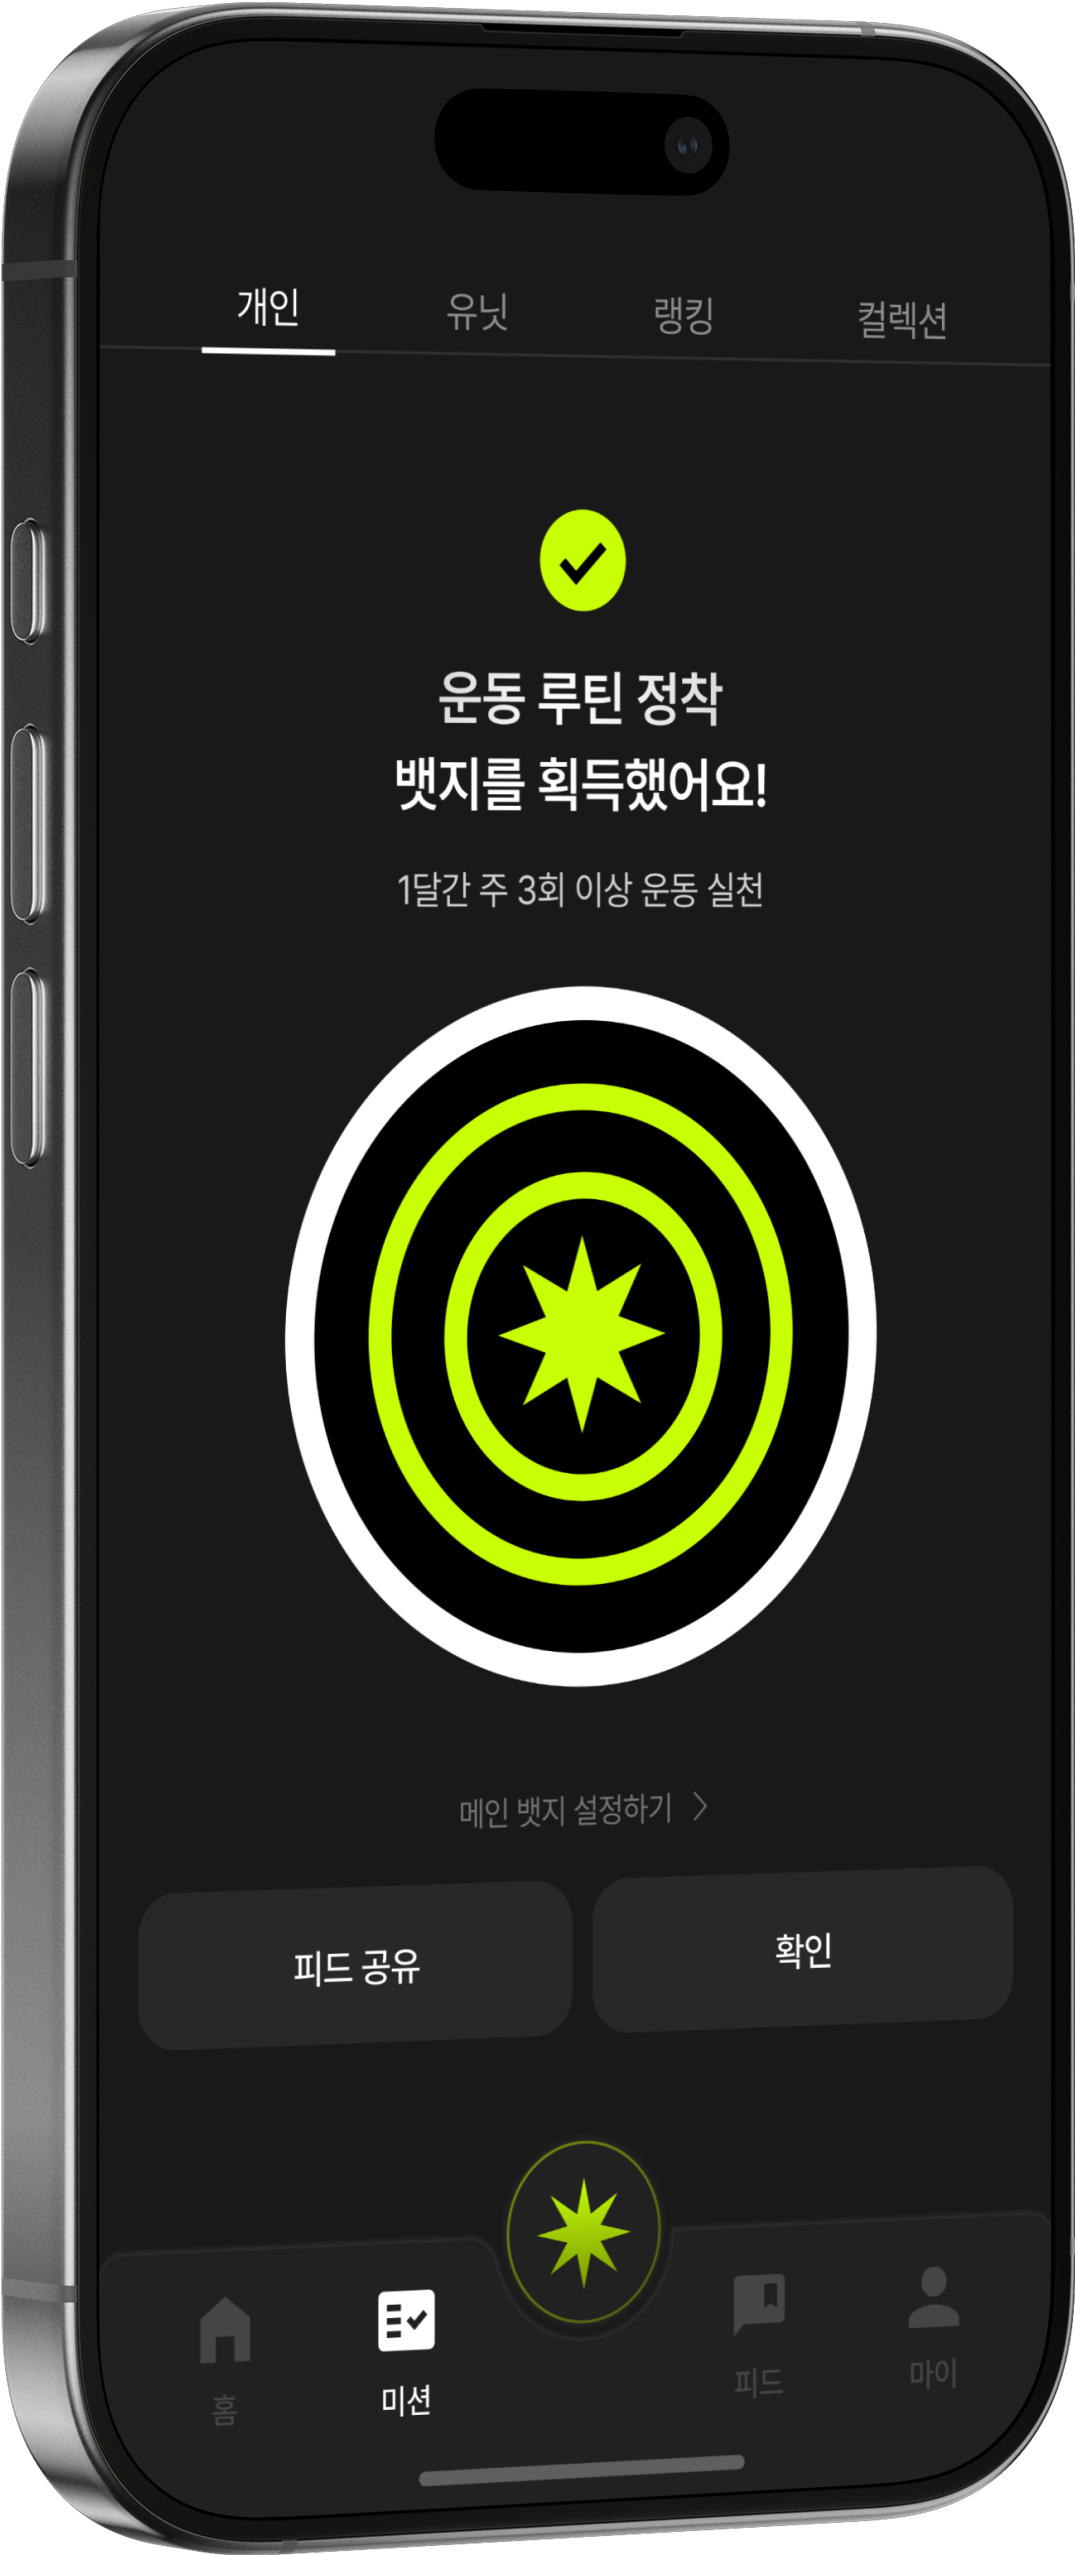 개인
유닛
랭킹
컬렉션
운동 루틴 정착
뱃지를 획득했어요!
1달간 주 3회 이상 운동 실천
메인 뱃지 설정하기
피드 공유
확인
홈
미션
피드
마이